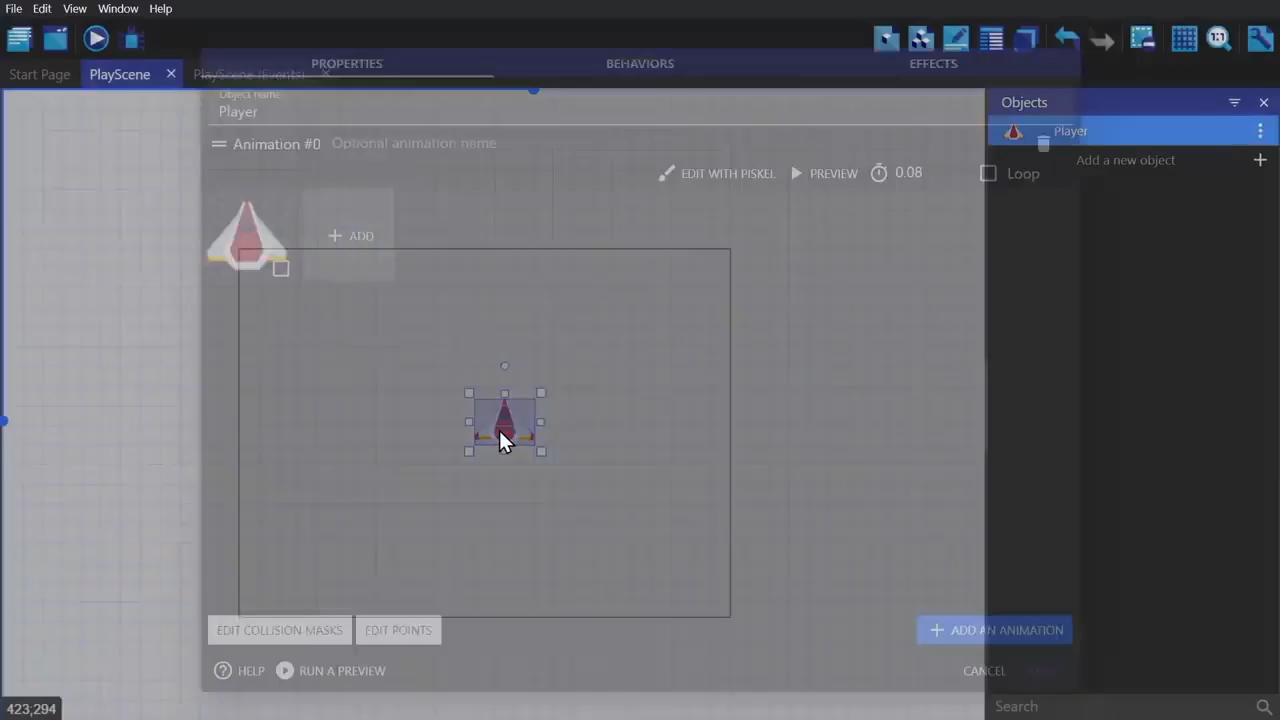 File Edit View Window Help
1:1
Start Page PlayScene PlayScene (Events)
PROPERTIES BEHAVIORS EFFECTS
Object name
Player
Animation #0 Optional animation name
EDIT WITH PISKEL PREVIEW 0.08 Loop
ADD
EDIT COLLISION MASKS EDIT POINTS
ADD AN ANIMATION
HELP RUN A PREVIEW
CANCEL
Objects
Player
Add a new object
Search
423;294